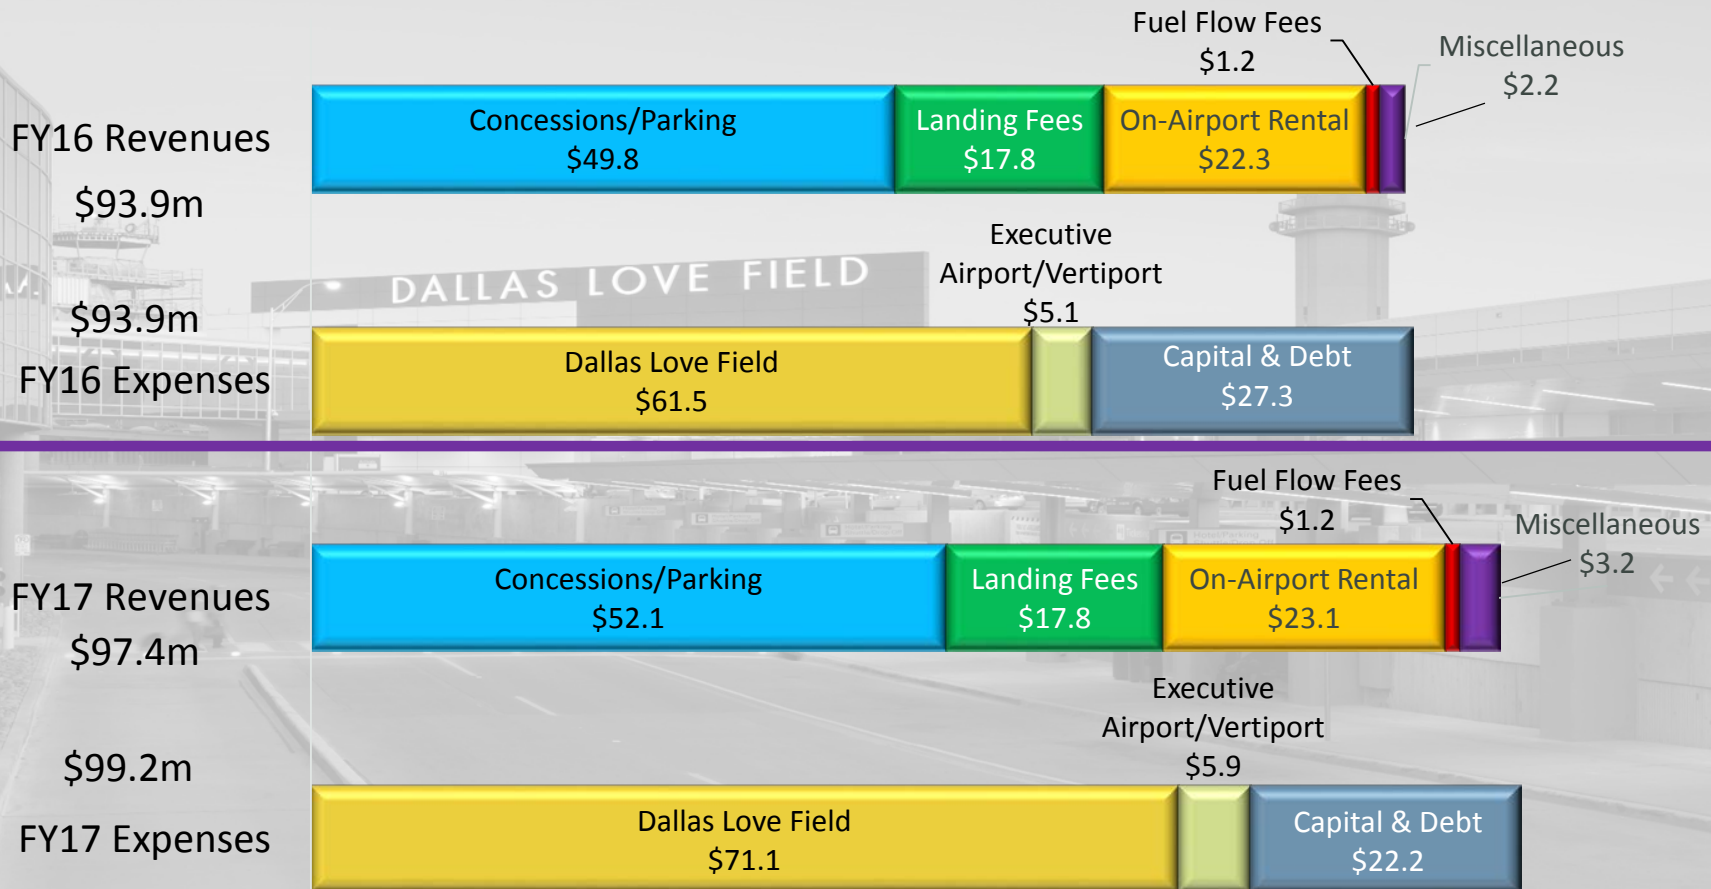 Fuel Flow Fees
$1.2
Miscellaneous
$2.2
FY16 Revenues
$93.9m
Concessions/Parking
$49.8
Landing Fees
$17.8
On-Airport Rental
$22.3
DALLAS LOVE FIELD
Executive
Airport/Vertiport
$5.1
$93.9m
FY16 Expenses
Dallas Love Field
$61.5
Capital & Debt
$27.3
Fuel Flow Fees
$1.2
Miscellaneous
$3.2
FY17 Revenues
$97.4m
Concessions/Parking
$52.1
Landing Fees
$17.8
On-Airport Rental
$23.1
Executive
Airport/Vertiport
$5.9
$99.2m
FY17 Expenses
Dallas Love Field
$71.1
Capital & Debt
$22.2